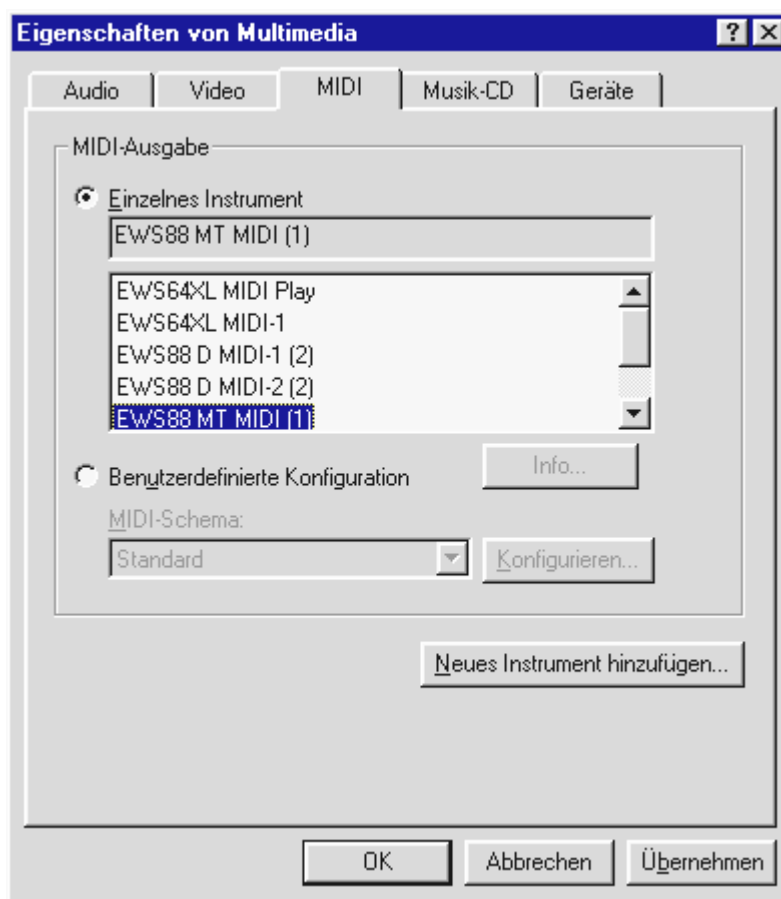 Eigenschaften von Multimedia
Audio Video MIDI Musik-CD Geräte
MIDI-Ausgabe
Einzelnes Instrument
EWS88 MT MIDI (1)
EWS64XL MIDI Play
EWS64XL MIDI-1
EWS88 D MIDI-1 (2)
EWS88 D MIDI-2 (2)
EWS88 MT MIDI (1)
Benutzerdefinierte Konfiguration
Info...
MIDI-Schema:
Standard
Konfigurieren...
Neues Instrument hinzufügen...
OK Abbrechen Übernehmen